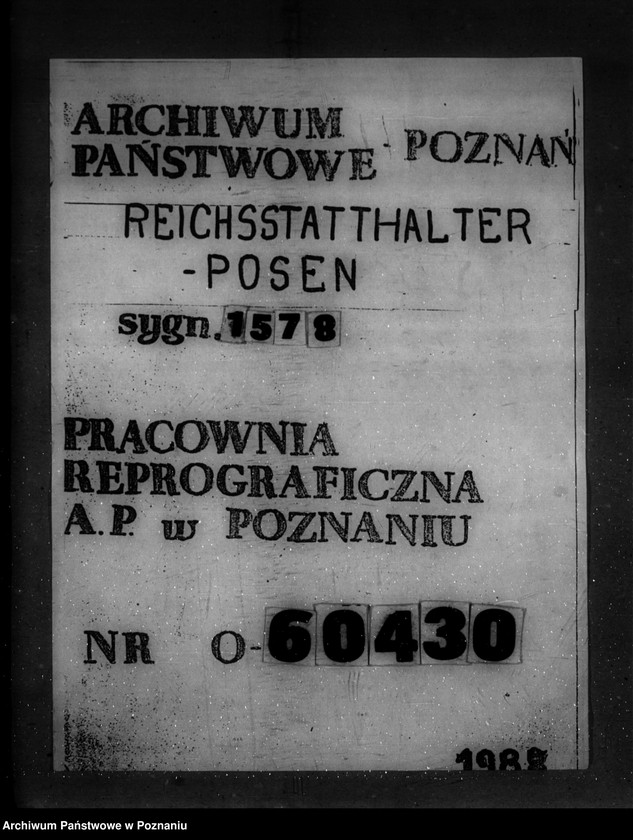 ARCHIWUM
PAŃSTWOWE - POZNAŃ
REICHSSTATTHALTER
-POSEN
sygn. 1578
PRACOWNIA
REPROGRAFICZNA
A.P. w POZNANIU
NR O-60430
Archiwum Państwowe w Poznaniu